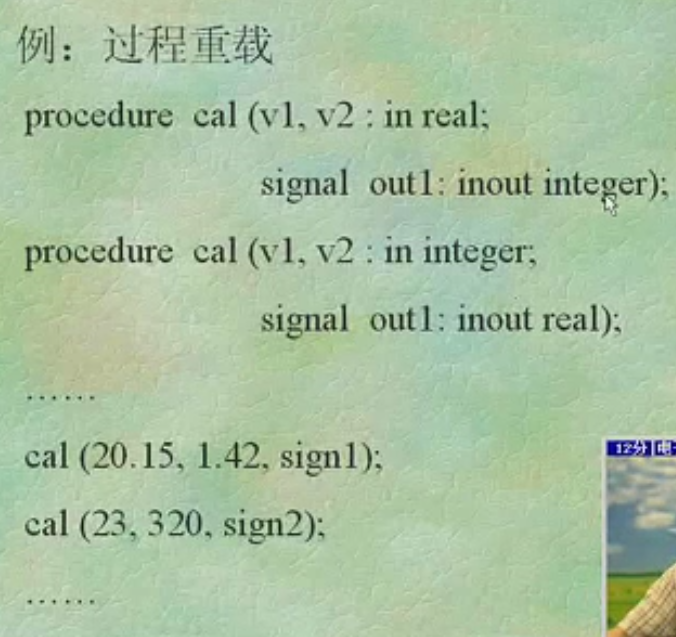 例：过程重载
procedure cal (v1, v2 : in real;
signal out1: inout integer);
procedure cal (v1, v2 : in integer;
signal out1: inout real);
……
cal (20.15, 1.42, sign1);
cal (23, 320, sign2);
……
12分